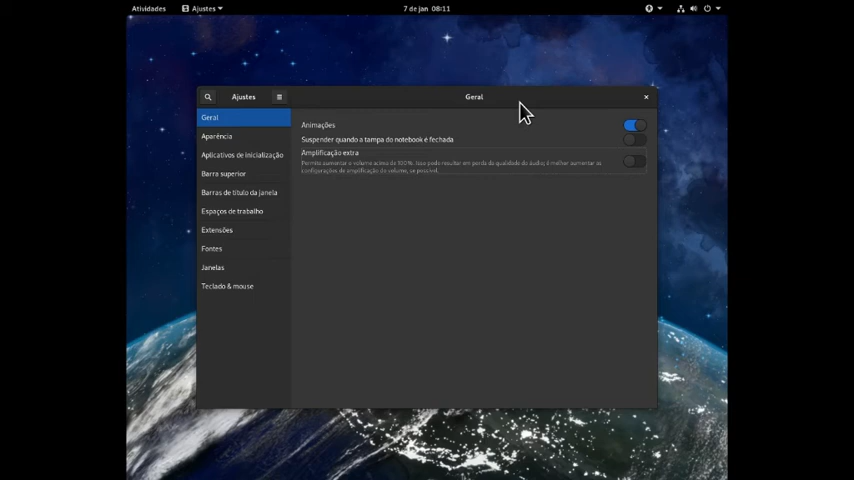 Atividades
Ajustes
7 de jan 08:11
Ajustes
Geral
Geral
Aparência
Aplicativos de inicialização
Barra superior
Barras de título da janela
Espaços de trabalho
Extensões
Fontes
Janelas
Teclado & mouse
Animações
Suspender quando a tampa do notebook é fechada
Amplificação extra
Permite aumentar o volume acima de 100%. Isso pode resultar em perda da qualidade do áudio; é melhor aumentar as
configurações de amplificação do volume, se possível.